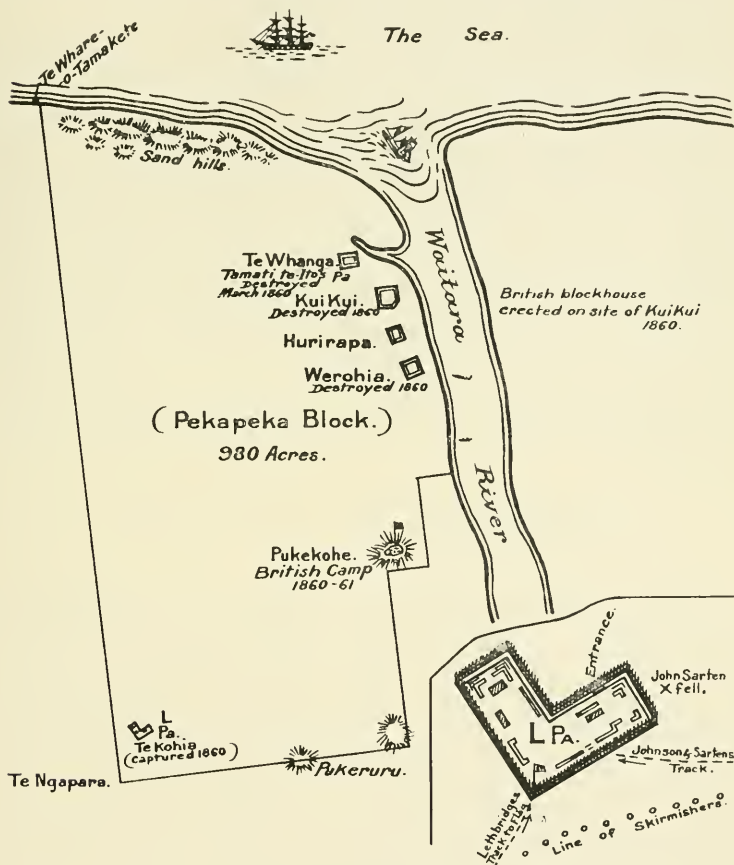 The Sea.
Te Whare-
o-Tamakete
Sand hills.
Te Whanga.
Tamati te-Ito's Pa
Destroyed
March 1860
Kui Kui.
Destroyed 1860
Hurirapa.
Werohia.
Destroyed 1860
Waitara
River
British blockhouse
erected on site of KuiKui
1860.
(Pekapeka Block.)
980 Acres.
Pukekohe.
British Camp
1860-61
L
Pa.
Te Kohia
(captured 1860)
Te Ngapara.
Pukeruru.
Entrance.
John Sarten
X fell.
L PA.
Johnson & Sartens
Track.
Lethbridges
Track to Flag
Line of Skirmishers.